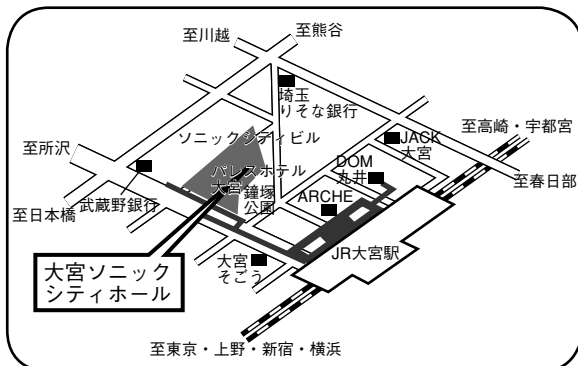 至川越
至熊谷
埼玉
りそな銀行
ソニックシティビル
JACK
大宮
至高崎・宇都宮
至所沢
パレスホテル
大宮
DOM
丸井
至春日部
武蔵野銀行
鐘塚
公園
ARCHE
至日本橋
大宮ソニック
シティホール
大宮
そごう
JR大宮駅
至東京・上野・新宿・横浜